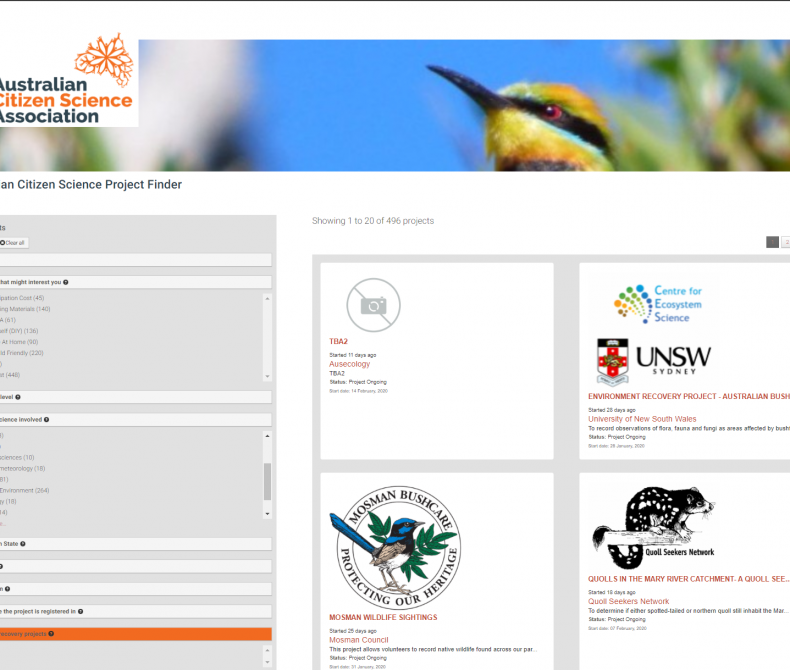 Australian
Citizen Science
Association
an Citizen Science Project Finder
ts
Clear all
Showing 1 to 20 of 496 projects
hat might interest you
ipation Cost (45)
ing Materials (140)
A (61)
elf (DIY) (136)
At Home (90)
ld Friendly (220)
st (448)
level
cience involved
sciences (10)
meteorology (18)
81)
Environment (264)
gy (18)
14)
n State
n
e the project is registered in
ecovery projects
TBA2
Started 11 days ago
Ausecology
TBA2
Status: Project Ongoing
Start date: 14 February, 2020
Centre for
Ecosystem
Science
UNSW
SYDNEY
ENVIRONMENT RECOVERY PROJECT - AUSTRALIAN BUSH
Started 26 days ago
University of New South Wales
To record observations of flora, fauna and fungi as areas affected by bushf
Status: Project Ongoing
Start date: 28 January, 2020
MOSMAN BUSHCARE
PROTECTING OUR HERITAGE
MOSMAN WILDLIFE SIGHTINGS
Started 25 days ago
Mosman Council
This project allows volunteers to record native wildlife found across our par...
Status: Project Ongoing
Start date: 31 January, 2020
Quoll Seekers Network
QUOLLS IN THE MARY RIVER CATCHMENT- A QUOLL SEE...
Started 18 days ago
Quoll Seekers Network
To determine if either spotted-tailed or northern quoll still inhabit the Mar...
Status: Project Ongoing
Start date: 07 February, 2020